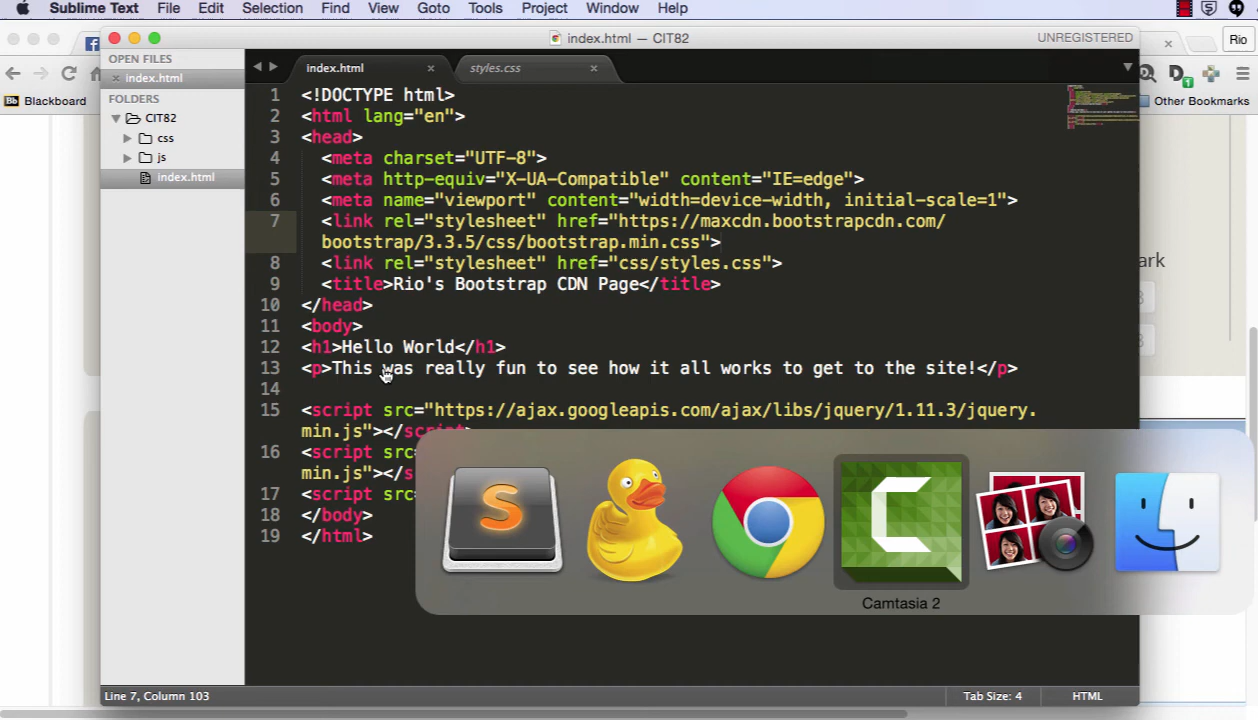 Sublime Text File Edit Selection Find View Goto Tools Project Window Help
index.html — CIT82
UNREGISTERED
Rio
Blackboard
Other Bookmarks
OPEN FILES
index.html
FOLDERS
CIT82
css
js
index.html
index.html
styles.css
1 <!DOCTYPE html>
2 <html lang="en">
3 <head>
4 <meta charset="UTF-8">
5 <meta http-equiv="X-UA-Compatible" content="IE=edge">
6 <meta name="viewport" content="width=device-width, initial-scale=1">
7 <link rel="stylesheet" href="https://maxcdn.bootstrapcdn.com/
bootstrap/3.3.5/css/bootstrap.min.css">
8 <link rel="stylesheet" href="css/styles.css">
9 <title>Rio's Bootstrap CDN Page</title>
10 </head>
11 <body>
12 <h1>Hello World</h1>
13 <p>This was really fun to see how it all works to get to the site!</p>
14
15 <script src="https://ajax.googleapis.com/ajax/libs/jquery/1.11.3/jquery.
min.js"></script>
16 <script src=
min.js"></s
17 <script src=
18 </body>
19 </html>
ark
Camtasia 2
Line 7, Column 103
Tab Size: 4
HTML